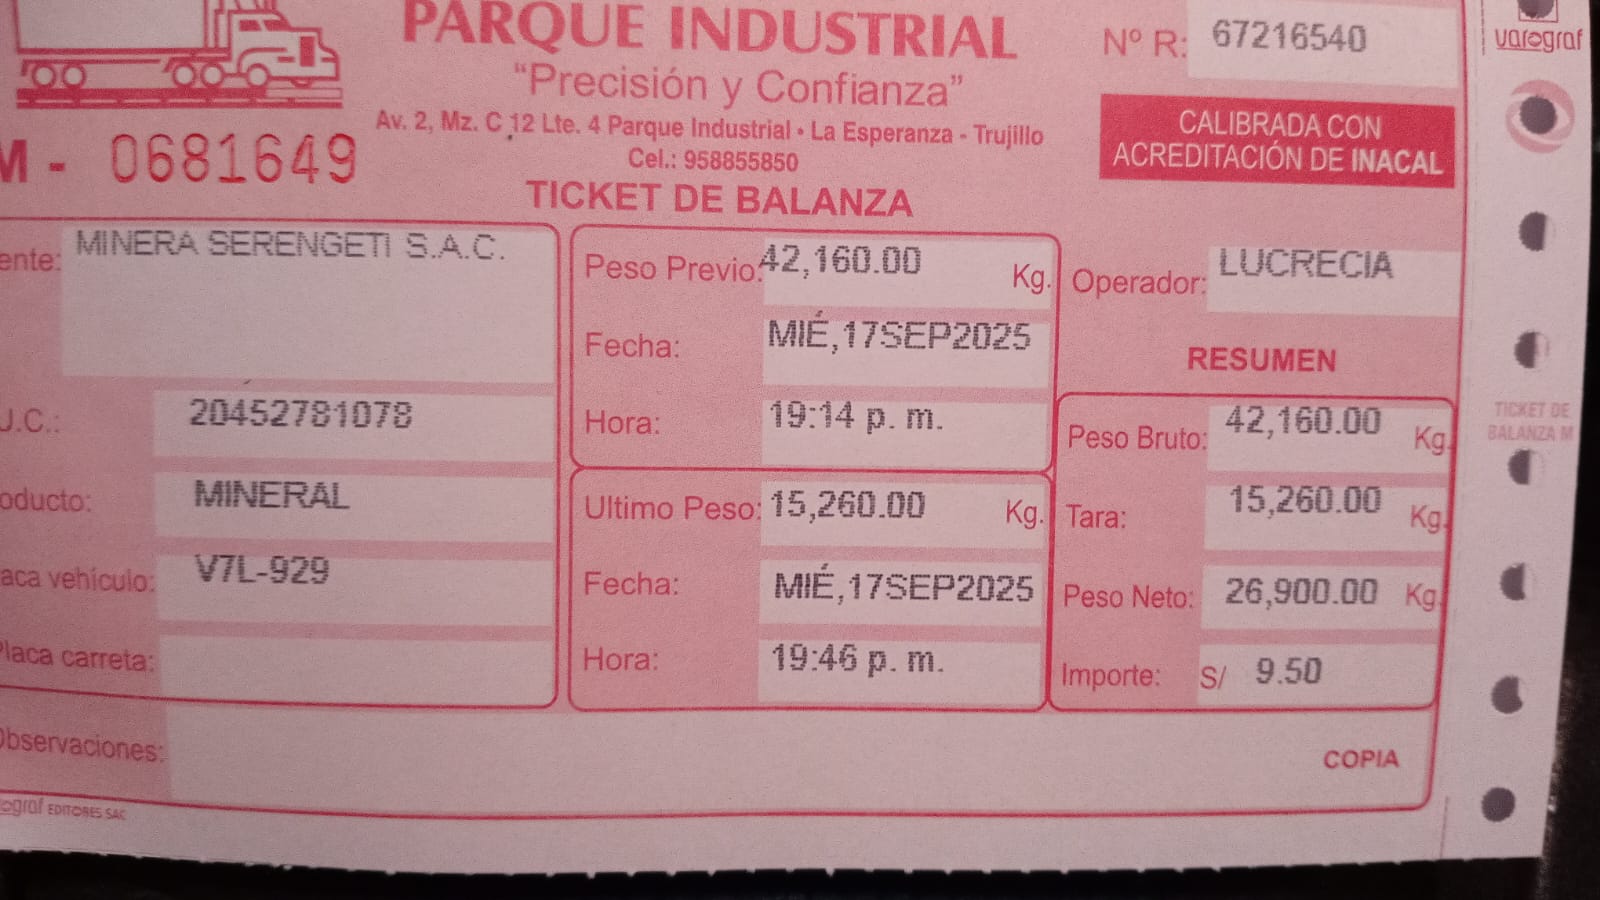 PARQUE INDUSTRIAL
"Precisión y Confianza"
Av. 2, Mz. C 12 Lte. 4 Parque Industrial • La Esperanza - Trujillo
Cel.: 958855850
Nº R: 67216540
CALIBRADA CON
ACREDITACIÓN DE INACAL
M - 0681649
TICKET DE BALANZA
ente: MINERA SERENGETI S.A.C.
U.C.: 20452781078
oducto: MINERAL
aca vehículo: V7L-929
Placa carreta:
Peso Previo: 42,160.00 Kg.
Fecha: MIÉ,17SEP2025
Hora: 19:14 p. m.
Ultimo Peso: 15,260.00 Kg.
Fecha: MIÉ,17SEP2025
Hora: 19:46 p. m.
Operador: LUCRECIA
RESUMEN
Peso Bruto: 42,160.00 Kg.
Tara: 15,260.00 Kg.
Peso Neto: 26,900.00 Kg.
Importe: S/ 9.50
Observaciones:
COPIA
ograf EDITORES SAC
varograf
TICKET DE
BALANZA M